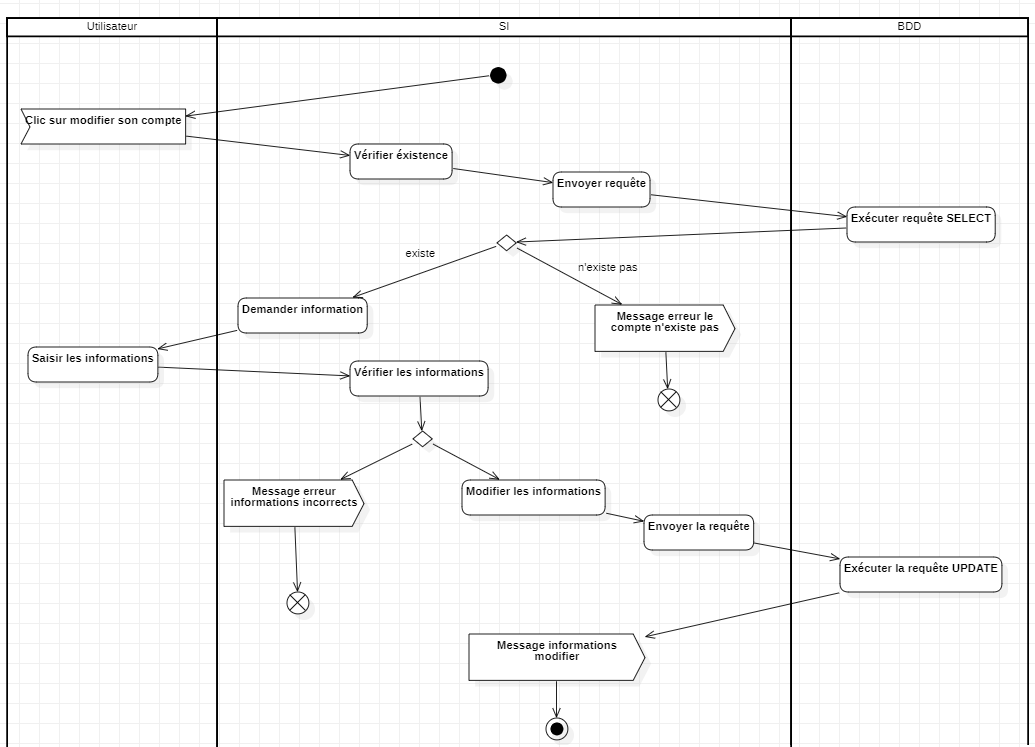 Utilisateur
SI
BDD
Clic sur modifier son compte
Vérifier éxistence
Envoyer requête
Exécuter requête SELECT
existe
n'existe pas
Demander information
Message erreur le
compte n'existe pas
Saisir les informations
Vérifier les informations
Message erreur
informations incorrects
Modifier les informations
Envoyer la requête
Exécuter la requête UPDATE
Message informations
modifier